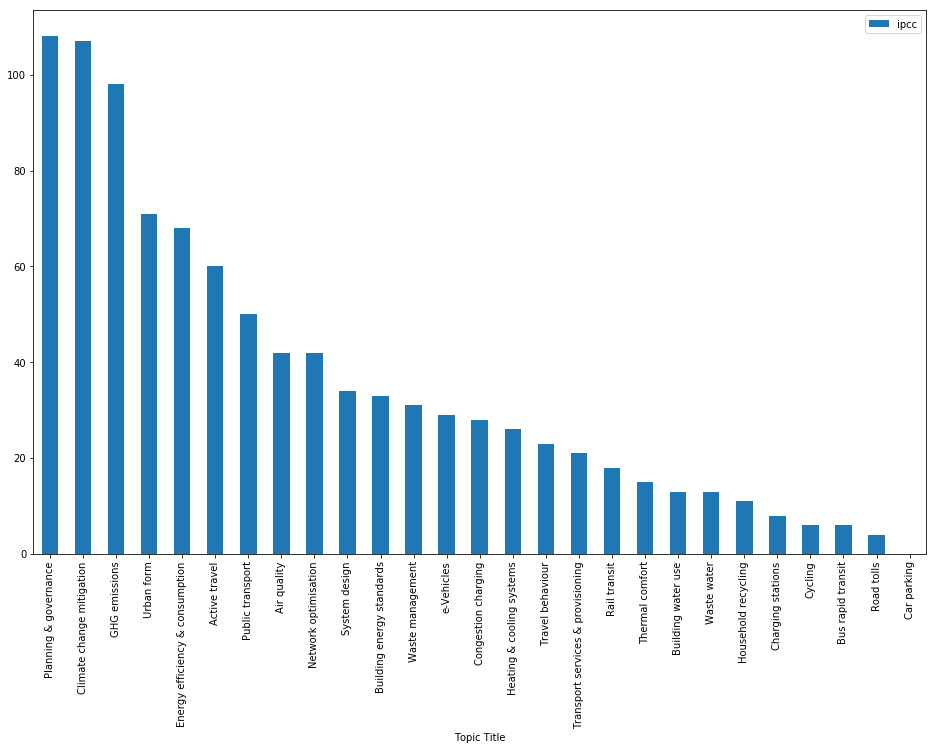 ipcc
100
80
60
40
20
0
Planning & governance
Climate change mitigation
GHG emissions
Urban form
Energy efficiency & consumption
Active travel
Public transport
Air quality
Network optimisation
System design
Building energy standards
Waste management
e-Vehicles
Congestion charging
Heating & cooling systems
Travel behaviour
Transport services & provisioning
Rail transit
Thermal comfort
Building water use
Waste water
Household recycling
Charging stations
Cycling
Bus rapid transit
Road tolls
Car parking
Topic Title